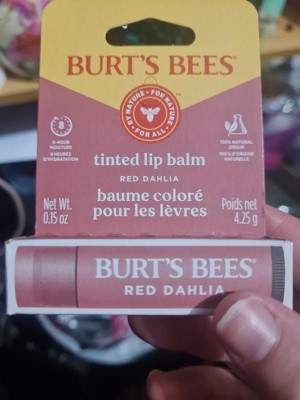 BURT'S BEES®
BY NATURE • FOR NATURE
• FOR ALL •
8-HOUR
MOISTURE
8 HEURES
D'HYDRATATION
100% NATURAL
ORIGIN
100 % D'ORIGINE
NATURELLE
tinted lip balm
RED DAHLIA
baume coloré
pour les lèvres
Net Wt.
0.15 oz
Poids net
4.25 g
BURT'S BEES®
RED DAHLIA